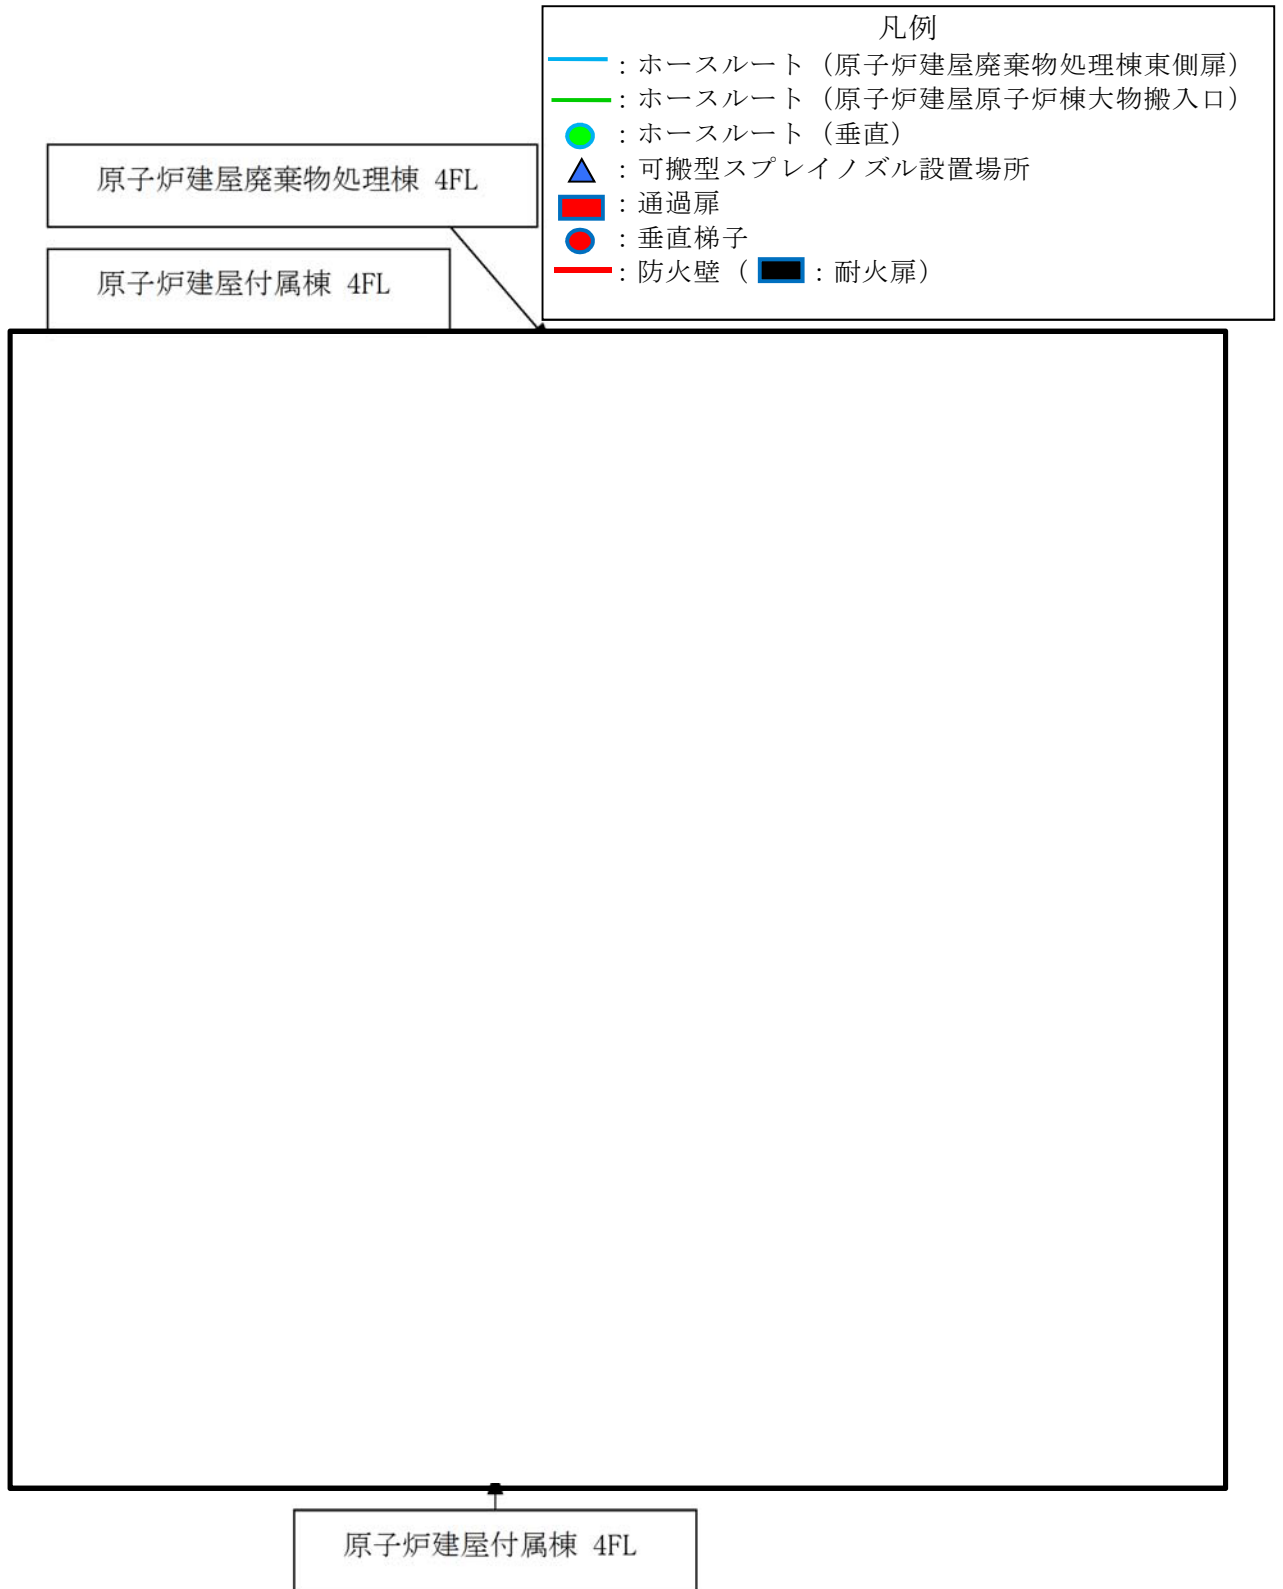 凡例
：ホースルート（原子炉建屋廃棄物処理棟東側扉）
：ホースルート（原子炉建屋原子炉棟大物搬入口）
：ホースルート（垂直）
：可搬型スプレイノズル設置場所
：通過扉
：垂直梯子
：防火壁（ ：耐火扉）
原子炉建屋廃棄物処理棟 4FL
原子炉建屋付属棟 4FL
原子炉建屋付属棟 4FL